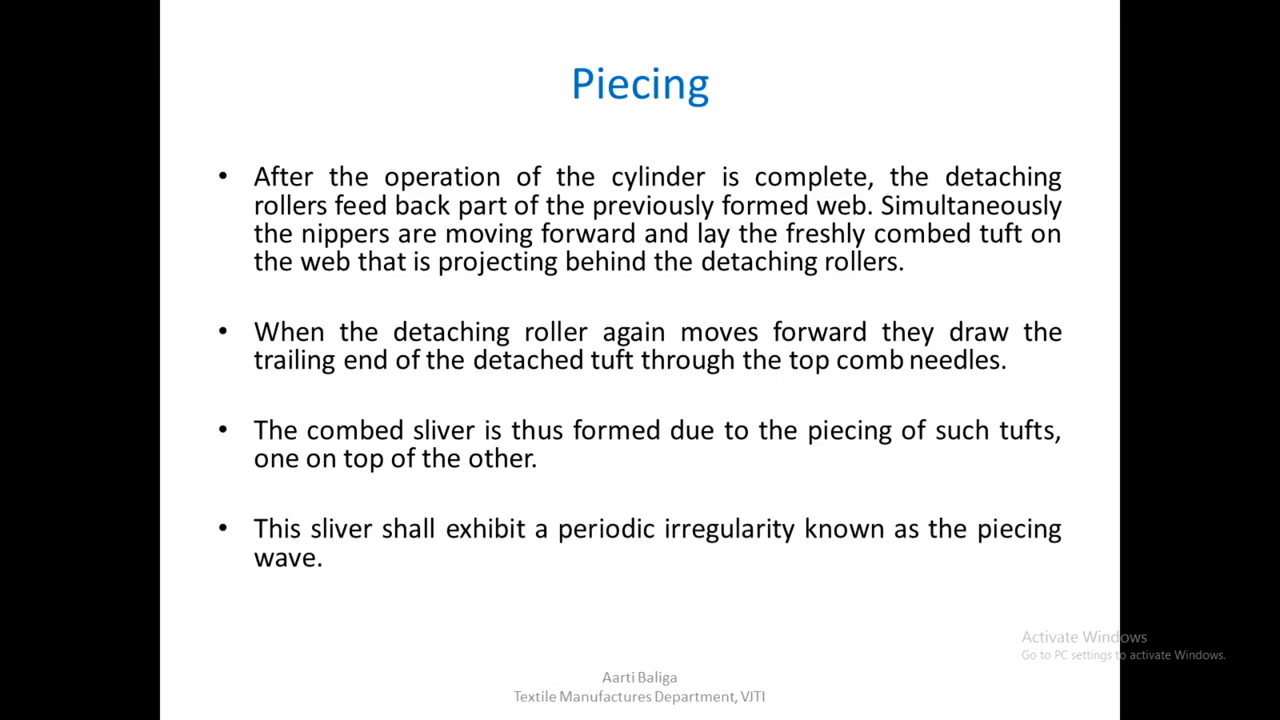 Piecing
• After the operation of the cylinder is complete, the detaching
rollers feed back part of the previously formed web. Simultaneously
the nippers are moving forward and lay the freshly combed tuft on
the web that is projecting behind the detaching rollers.
• When the detaching roller again moves forward they draw the
trailing end of the detached tuft through the top comb needles.
• The combed sliver is thus formed due to the piecing of such tufts,
one on top of the other.
• This sliver shall exhibit a periodic irregularity known as the piecing
wave.
Activate Windows
Go to PC settings to activate Windows.
Aarti Baliga
Textile Manufactures Department, VJTI